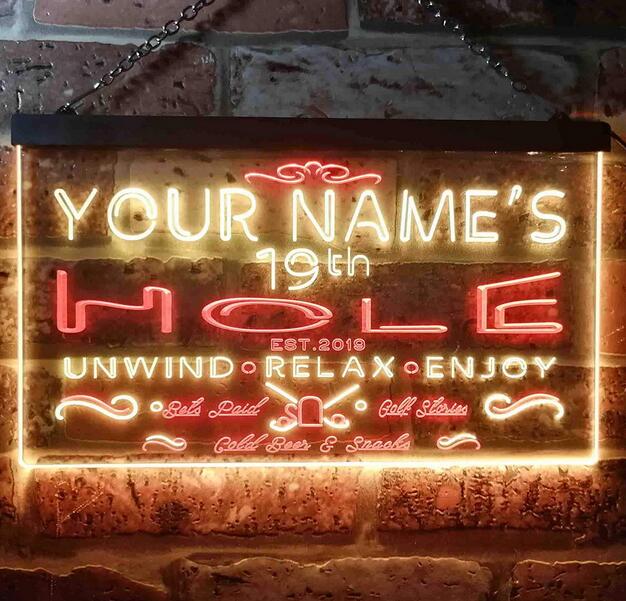 YOUR NAME'S
19th
HOLE
EST.2019
UNWIND • RELAX • ENJOY
Bets Paid Golf Stories
Cold Beer & Snacks